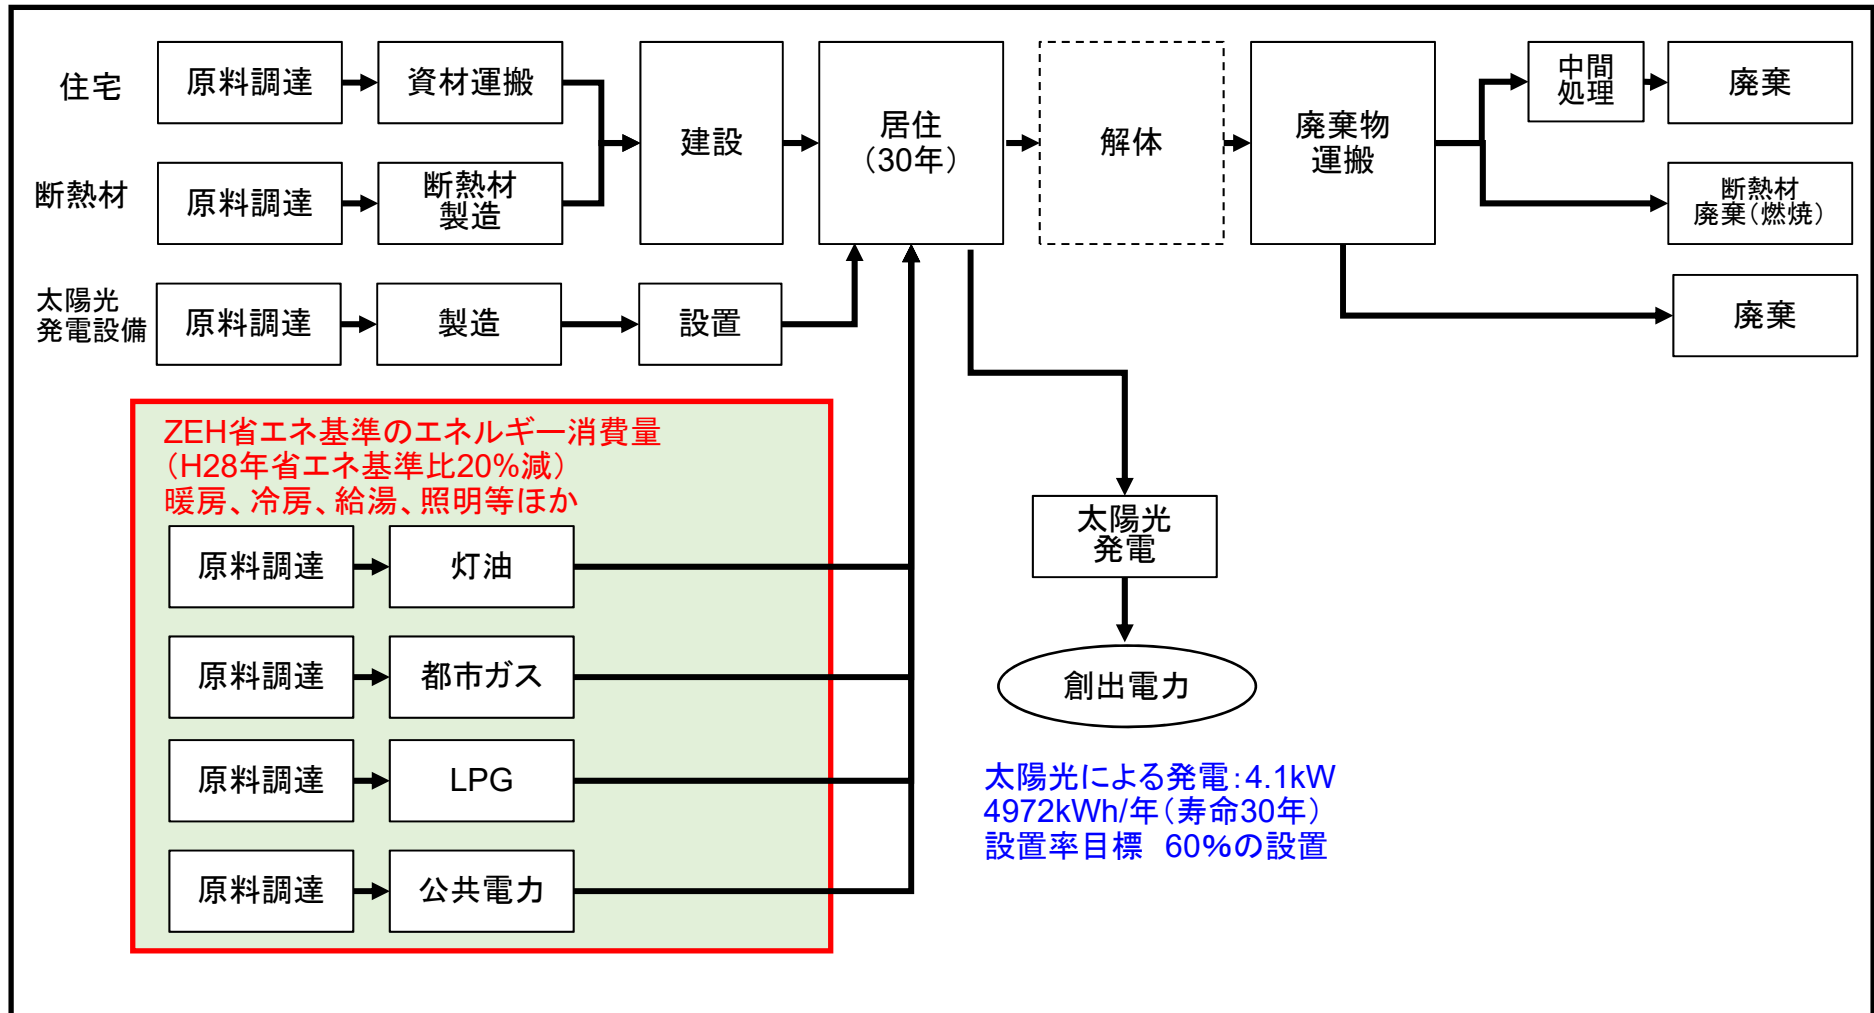 住宅
原料調達
資材運搬
建設
居住
（30年）
解体
廃棄物
運搬
中間
処理
廃棄
断熱材
原料調達
断熱材
製造
断熱材
廃棄（燃焼）
太陽光
発電設備
原料調達
製造
設置
廃棄
ZEH省エネ基準のエネルギー消費量
（H28年省エネ基準比20%減）
暖房、冷房、給湯、照明等ほか
原料調達
灯油
原料調達
都市ガス
原料調達
LPG
原料調達
公共電力
太陽光
発電
創出電力
太陽光による発電：4.1kW
4972kWh/年（寿命30年）
設置率目標　60%の設置